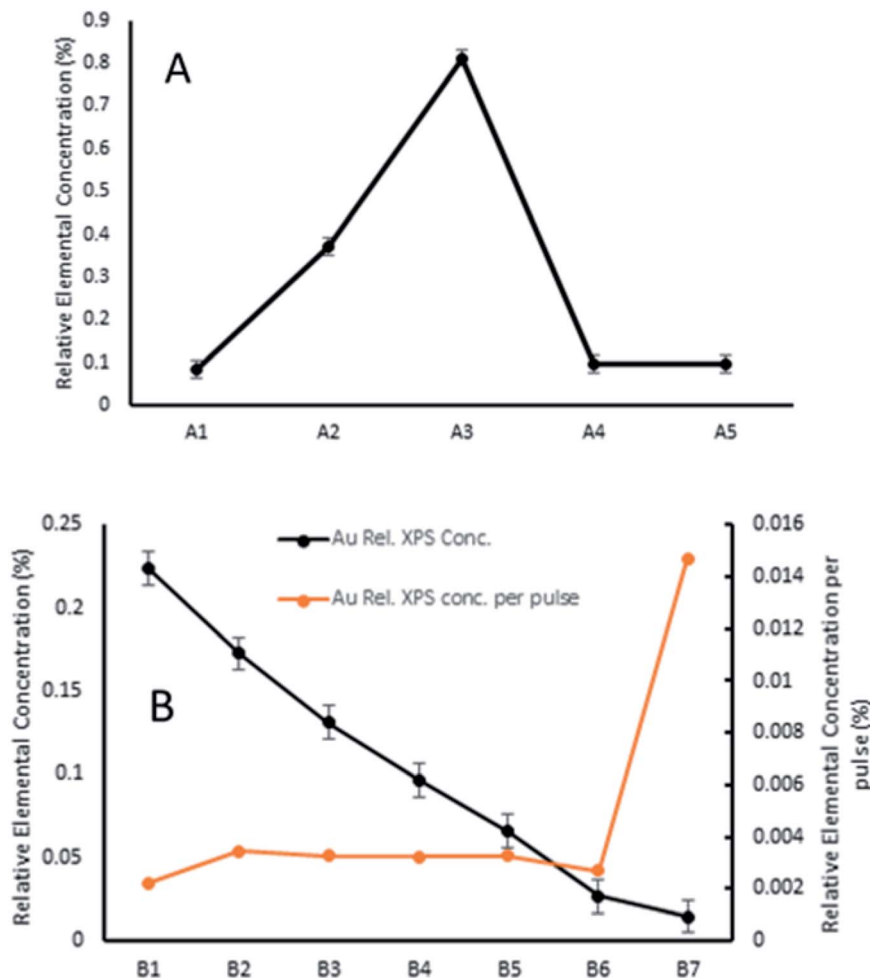 Relative Elemental Concentration (%)
0.9
0.8
0.7
0.6
0.5
0.4
0.3
0.2
0.1
0
A
A1 A2 A3 A4 A5
Relative Elemental Concentration (%)
0.25
0.2
0.15
0.1
0.05
0
Au Rel. XPS Conc.
Au Rel. XPS conc. per pulse
B
0.016
0.014
0.012
0.01
0.008
0.006
0.004
0.002
0
Relative Elemental Concentration per
pulse (%)
B1 B2 B3 B4 B5 B6 B7